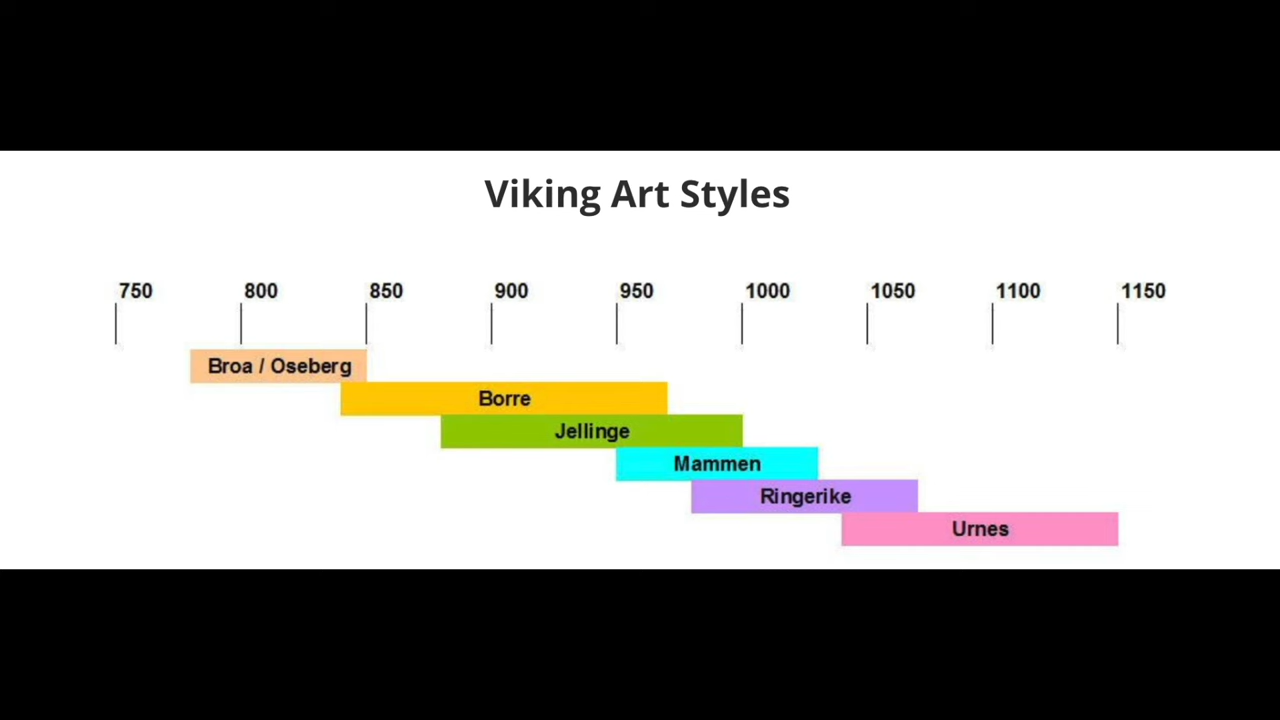 Viking Art Styles
750 800 850 900 950 1000 1050 1100 1150
Broa / Oseberg
Borre
Jellinge
Mammen
Ringerike
Urnes